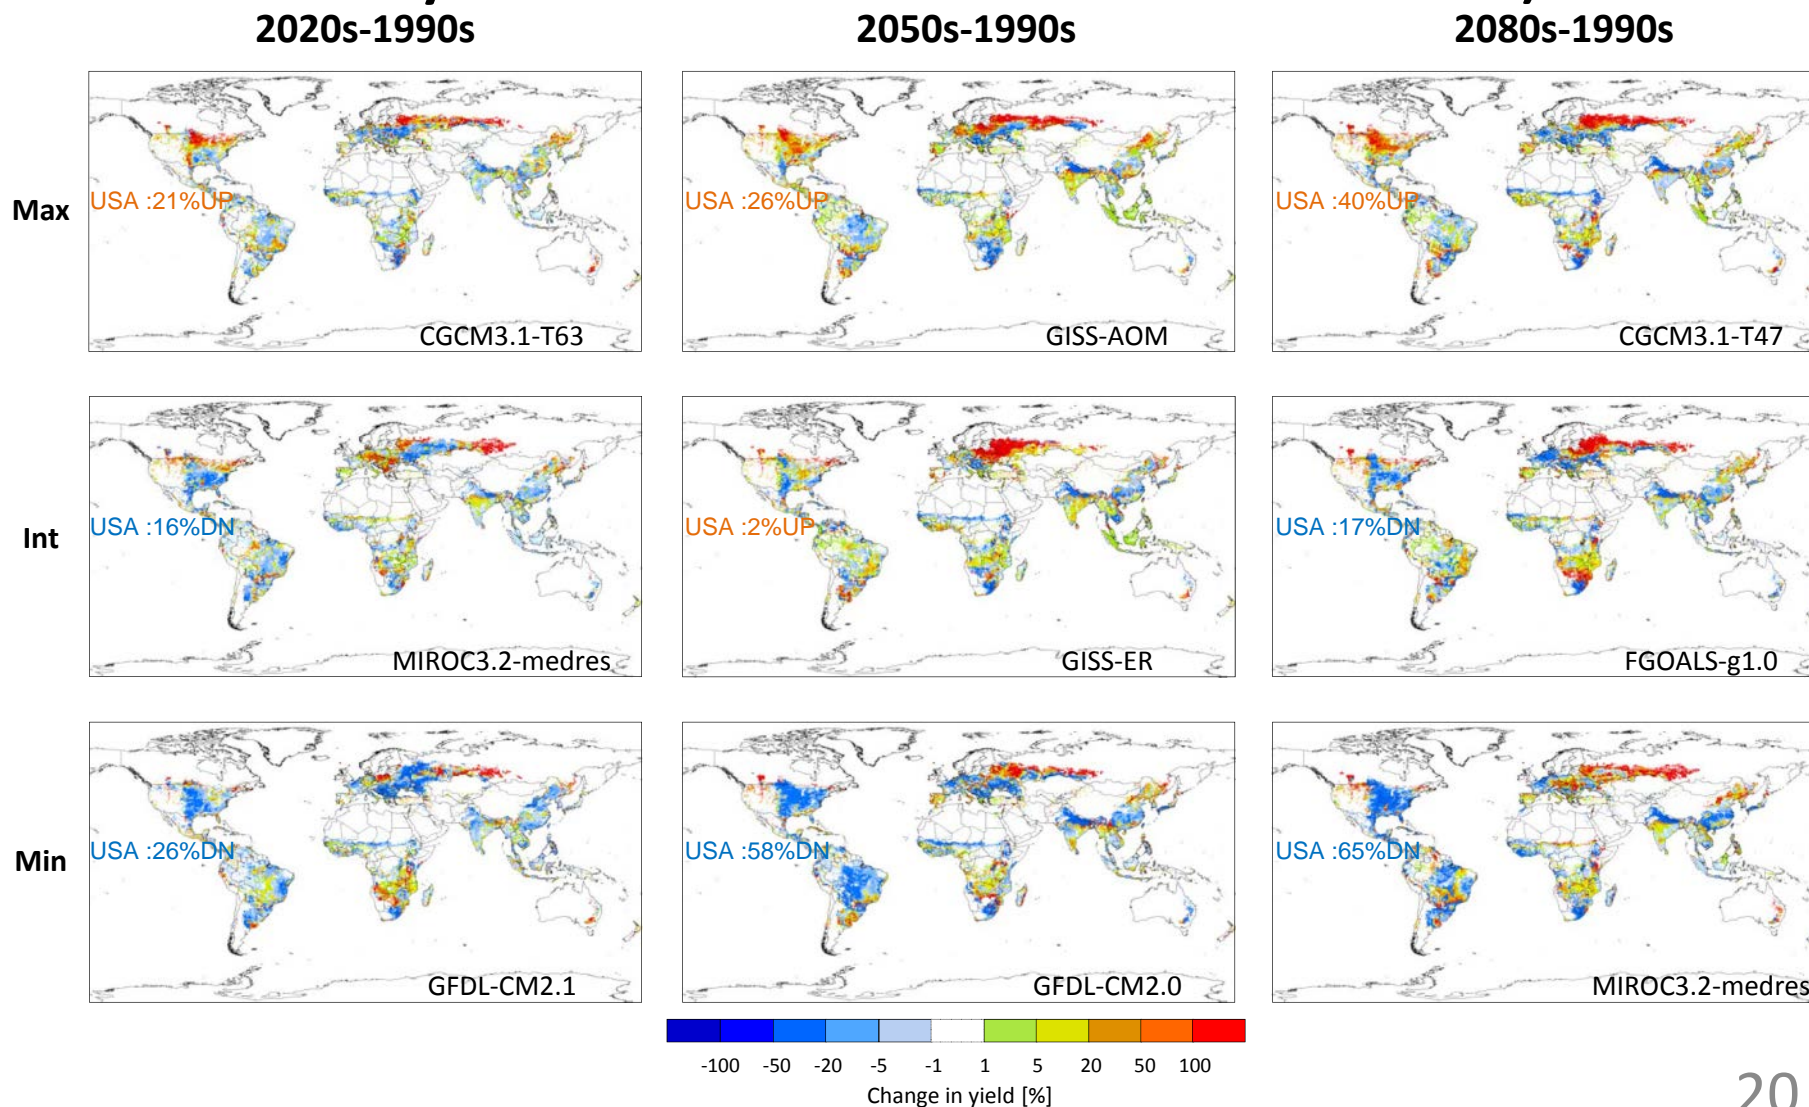 2020s-1990s
2050s-1990s
2080s-1990s
Max
USA :21%UP
CGCM3.1-T63
USA :26%UP
GISS-AOM
USA :40%UP
CGCM3.1-T47
Int
USA :16%DN
MIROC3.2-medres
USA :2%UP
GISS-ER
USA :17%DN
FGOALS-g1.0
Min
USA :26%DN
GFDL-CM2.1
USA :58%DN
GFDL-CM2.0
USA :65%DN
MIROC3.2-medres
-100 -50 -20 -5 -1 1 5 20 50 100
Change in yield [%]
20